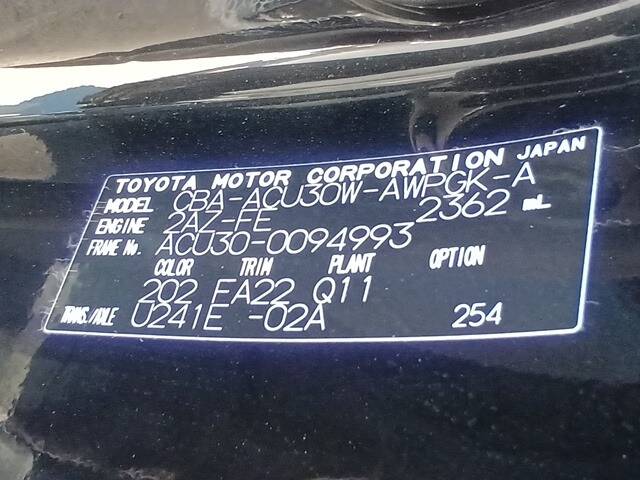 TOYOTA MOTOR CORPORATION JAPAN
MODEL CBA-ACU30W-AWPGK-A
ENGINE 2AZ-FE 2362 mL
FRAME No. ACU30-0094993
COLOR TRIM PLANT OPTION
202 FA22 Q11
TRANS./AXLE U241E -02A 254